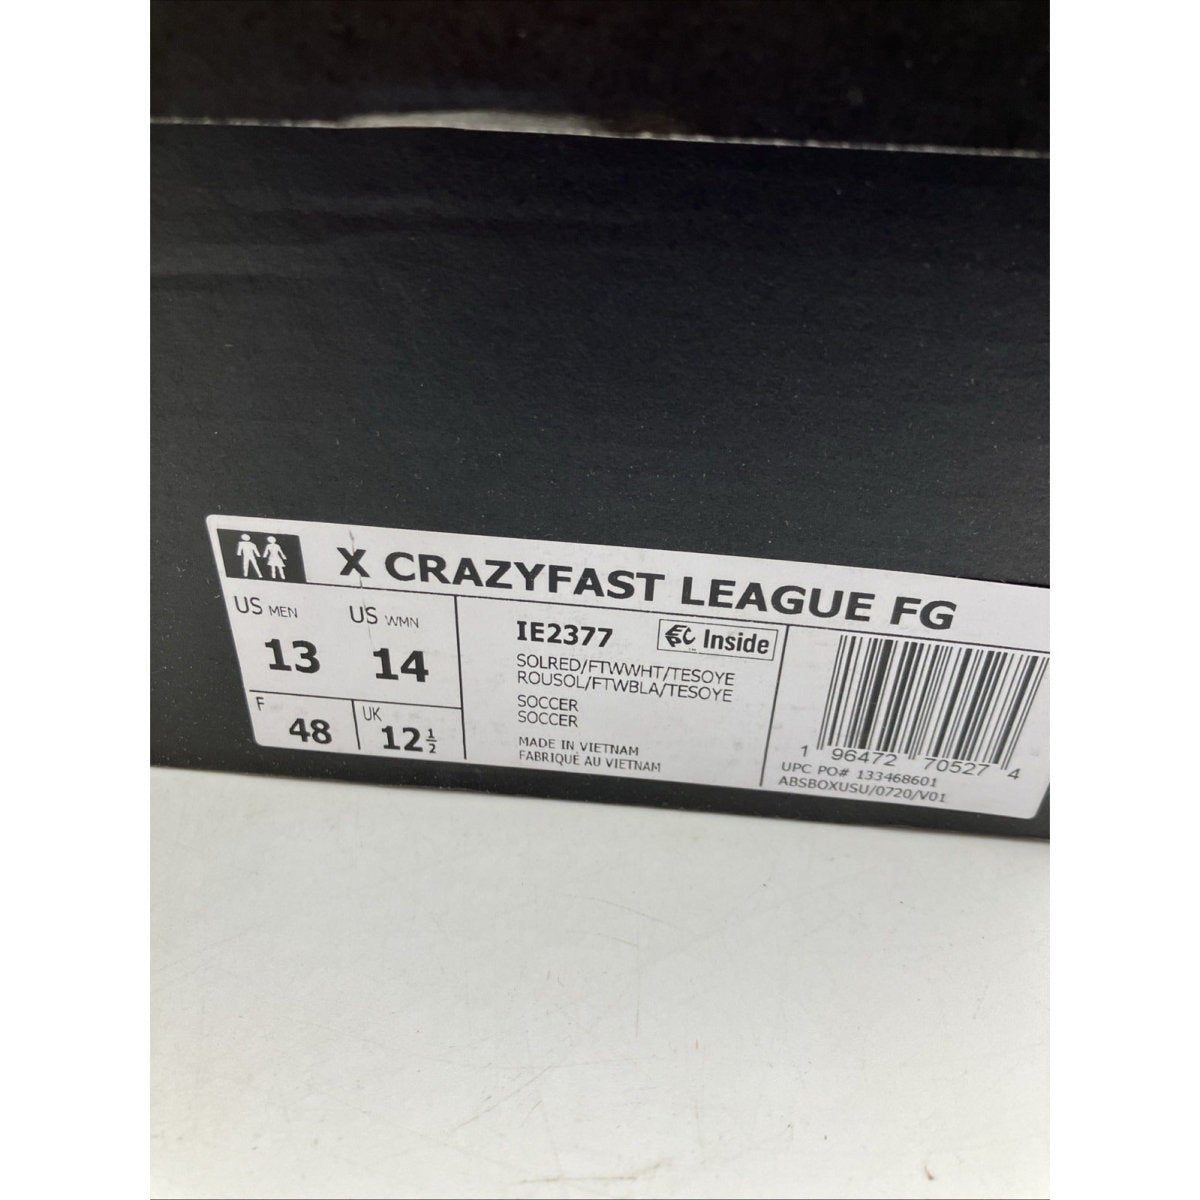 X CRAZYFAST LEAGUE FG
US MEN
13
US WMN
14
F
48
UK
12 1/2
IE2377
Inside
SOLRED/FTWWHT/TESOYE
ROUSOL/FTWBLA/TESOYE
SOCCER
SOCCER
MADE IN VIETNAM
FABRIQUÉ AU VIETNAM
1 96472 70527 4
UPC PO# 133468601
ABSBOXUSU/0720/V01